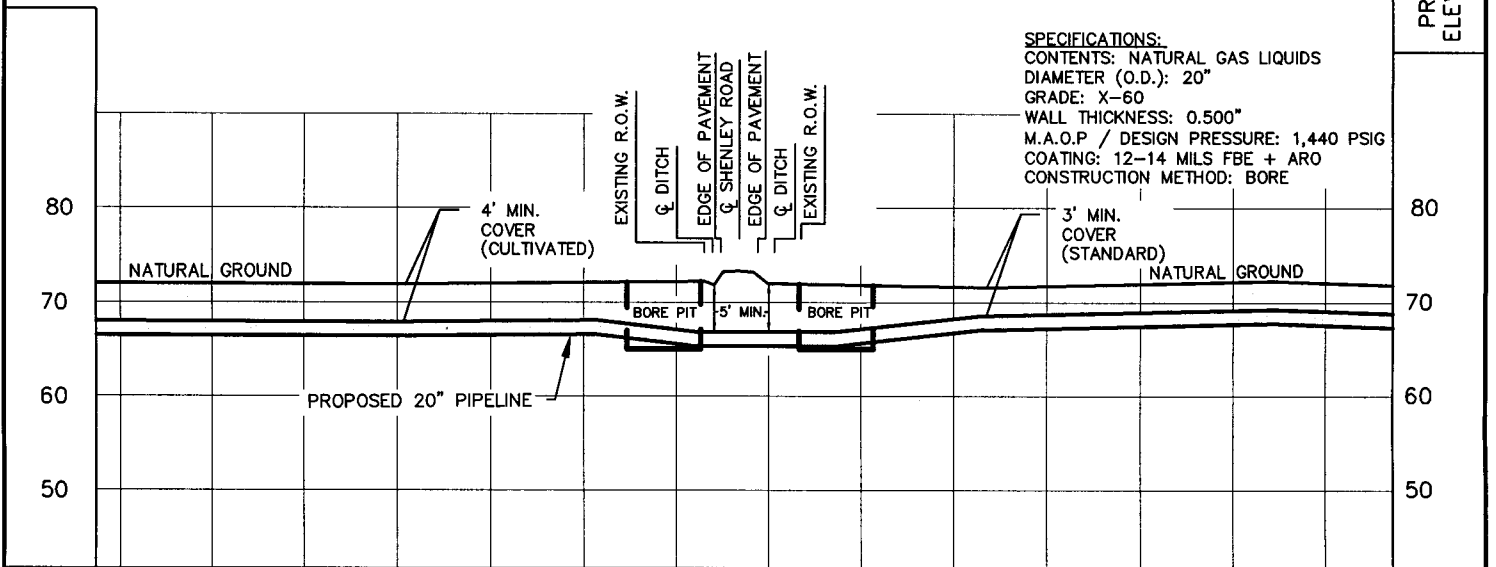 PR
ELEV
SPECIFICATIONS:
CONTENTS: NATURAL GAS LIQUIDS
DIAMETER (O.D.): 20"
GRADE: X-60
WALL THICKNESS: 0.500"
M.A.O.P / DESIGN PRESSURE: 1,440 PSIG
COATING: 12-14 MILS FBE + ARO
CONSTRUCTION METHOD: BORE
EXISTING R.O.W.
℄ DITCH
EDGE OF PAVEMENT
℄ SHENLEY ROAD
EDGE OF PAVEMENT
℄ DITCH
EXISTING R.O.W.
80
4' MIN.
COVER
(CULTIVATED)
3' MIN.
COVER
(STANDARD)
80
NATURAL GROUND
NATURAL GROUND
70
BORE PIT
5' MIN.
BORE PIT
70
60
PROPOSED 20" PIPELINE
60
50
50